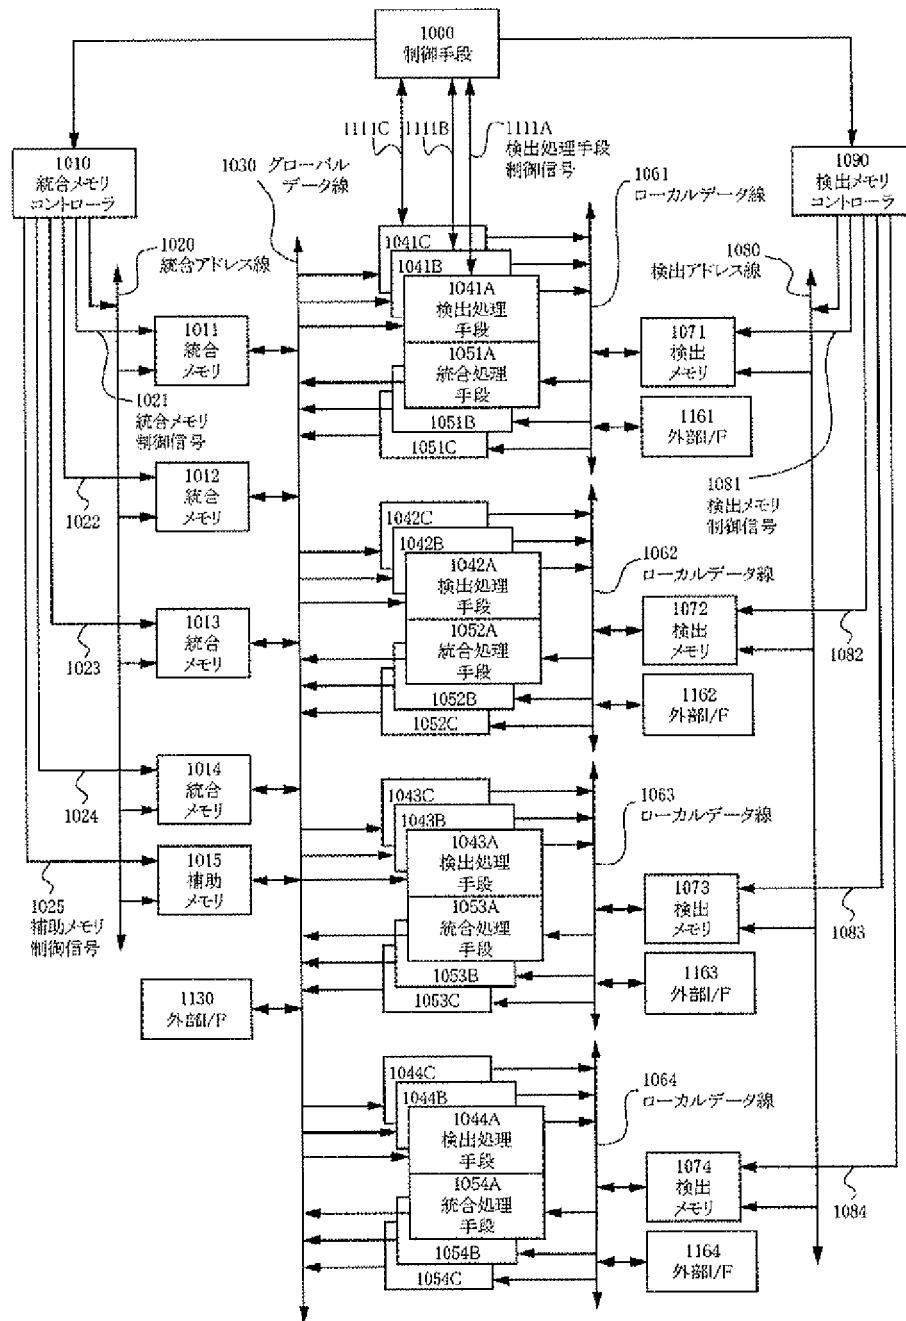 1000
制御手段
1111C
1111B
1111A
検出処理手段
制御信号
1010
統合メモリ
コントローラ
1030 グローバル
データ線
1061
ローカルデータ線
1090
検出メモリ
コントローラ
1020
統合アドレス線
1041C
1041B
1041A
検出処理
手段
1051A
統合処理
手段
1051B
1051C
1080
検出アドレス線
1011
統合
メモリ
1071
検出
メモリ
1021
統合メモリ
制御信号
1161
外部I/F
1081
検出メモリ
制御信号
1012
統合
メモリ
1022
1042C
1042B
1042A
検出処理
手段
1052A
統合処理
手段
1052B
1052C
1062
ローカルデータ線
1072
検出
メモリ
1082
1013
統合
メモリ
1023
1162
外部I/F
1014
統合
メモリ
1024
1043C
1043B
1043A
検出処理
手段
1053A
統合処理
手段
1053B
1053C
1063
ローカルデータ線
1015
補助
メモリ
1025
補助メモリ
制御信号
1073
検出
メモリ
1083
1130
外部I/F
1163
外部I/F
1044C
1044B
1044A
検出処理
手段
1054A
統合処理
手段
1054B
1054C
1064
ローカルデータ線
1074
検出
メモリ
1084
1164
外部I/F